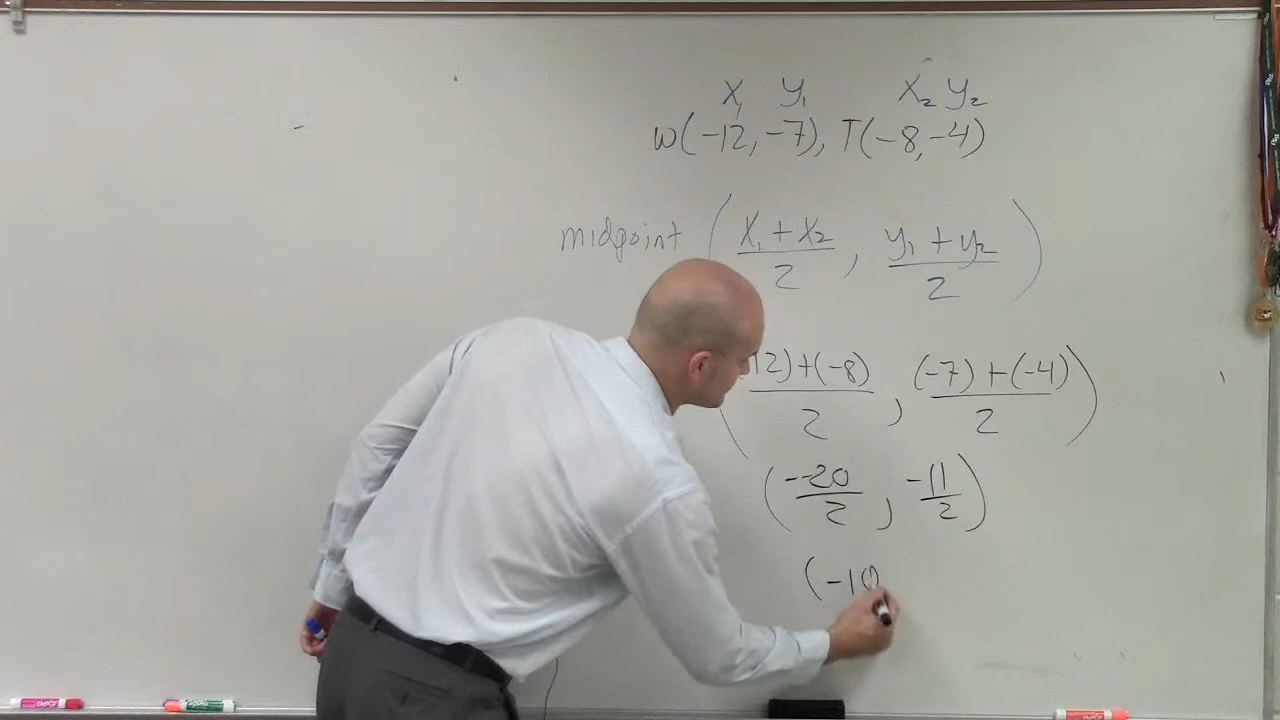 x₁ y₁ x₂ y₂
W(-12, -7), T(-8, -4)
midpoint (x₁ + x₂ / 2, y₁ + y₂ / 2)
12)+(-8) / 2, (-7)+(-4) / 2)
(--20 / 2, -11 / 2)
(-10